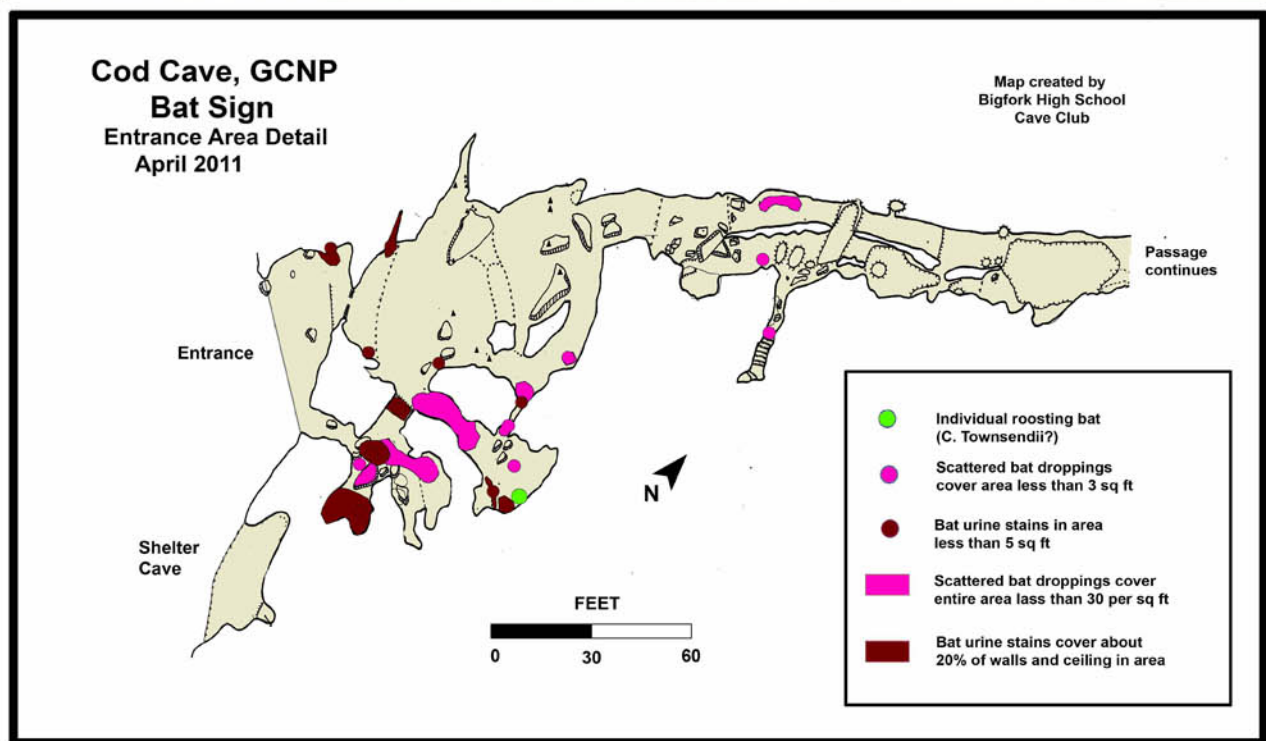 Cod Cave, GCNP
Bat Sign
Entrance Area Detail
April 2011
Map created by
Bigfork High School
Cave Club
Passage
continues
Entrance
Shelter
Cave
N
FEET
0 30 60
Individual roosting bat
(C. Townsendii?)
Scattered bat droppings
cover area less than 3 sq ft
Bat urine stains in area
less than 5 sq ft
Scattered bat droppings cover
entire area lass than 30 per sq ft
Bat urine stains cover about
20% of walls and ceiling in area